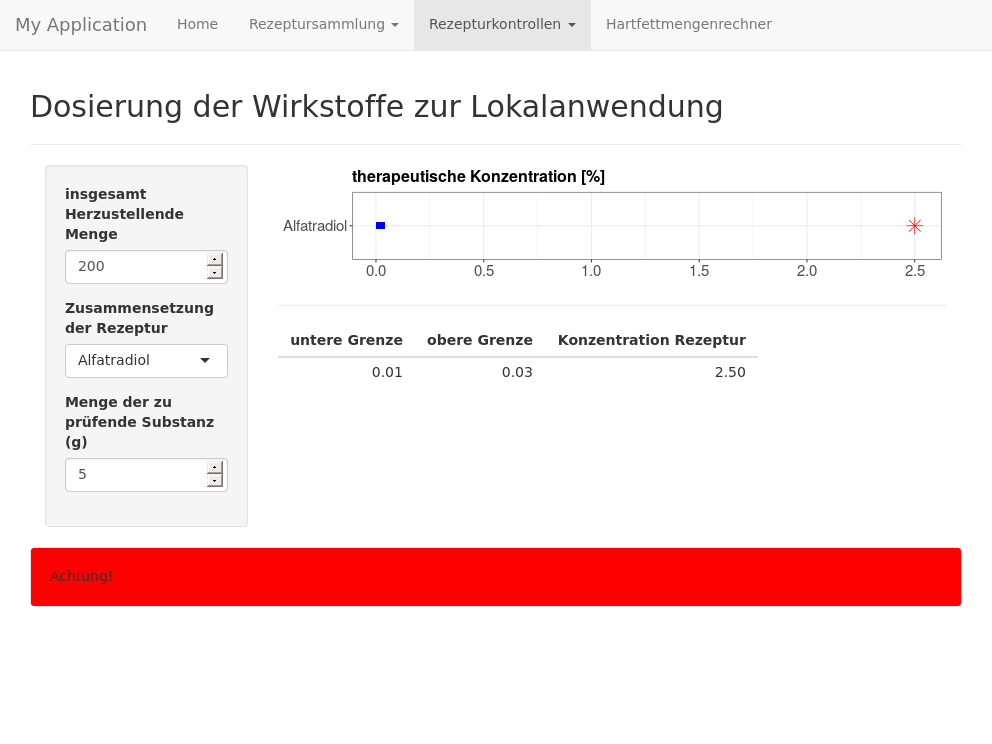 My Application Home Rezeptursammlung Rezepturkontrollen Hartfettmengenrechner
Dosierung der Wirkstoffe zur Lokalanwendung
insgesamt
Herzustellende
Menge
200
Zusammensetzung
der Rezeptur
Alfatradiol
Menge der zu
prüfende Substanz
(g)
5
therapeutische Konzentration [%]
Alfatradiol
0.0 0.5 1.0 1.5 2.0 2.5
untere Grenze obere Grenze Konzentration Rezeptur
0.01 0.03 2.50
Achtung!